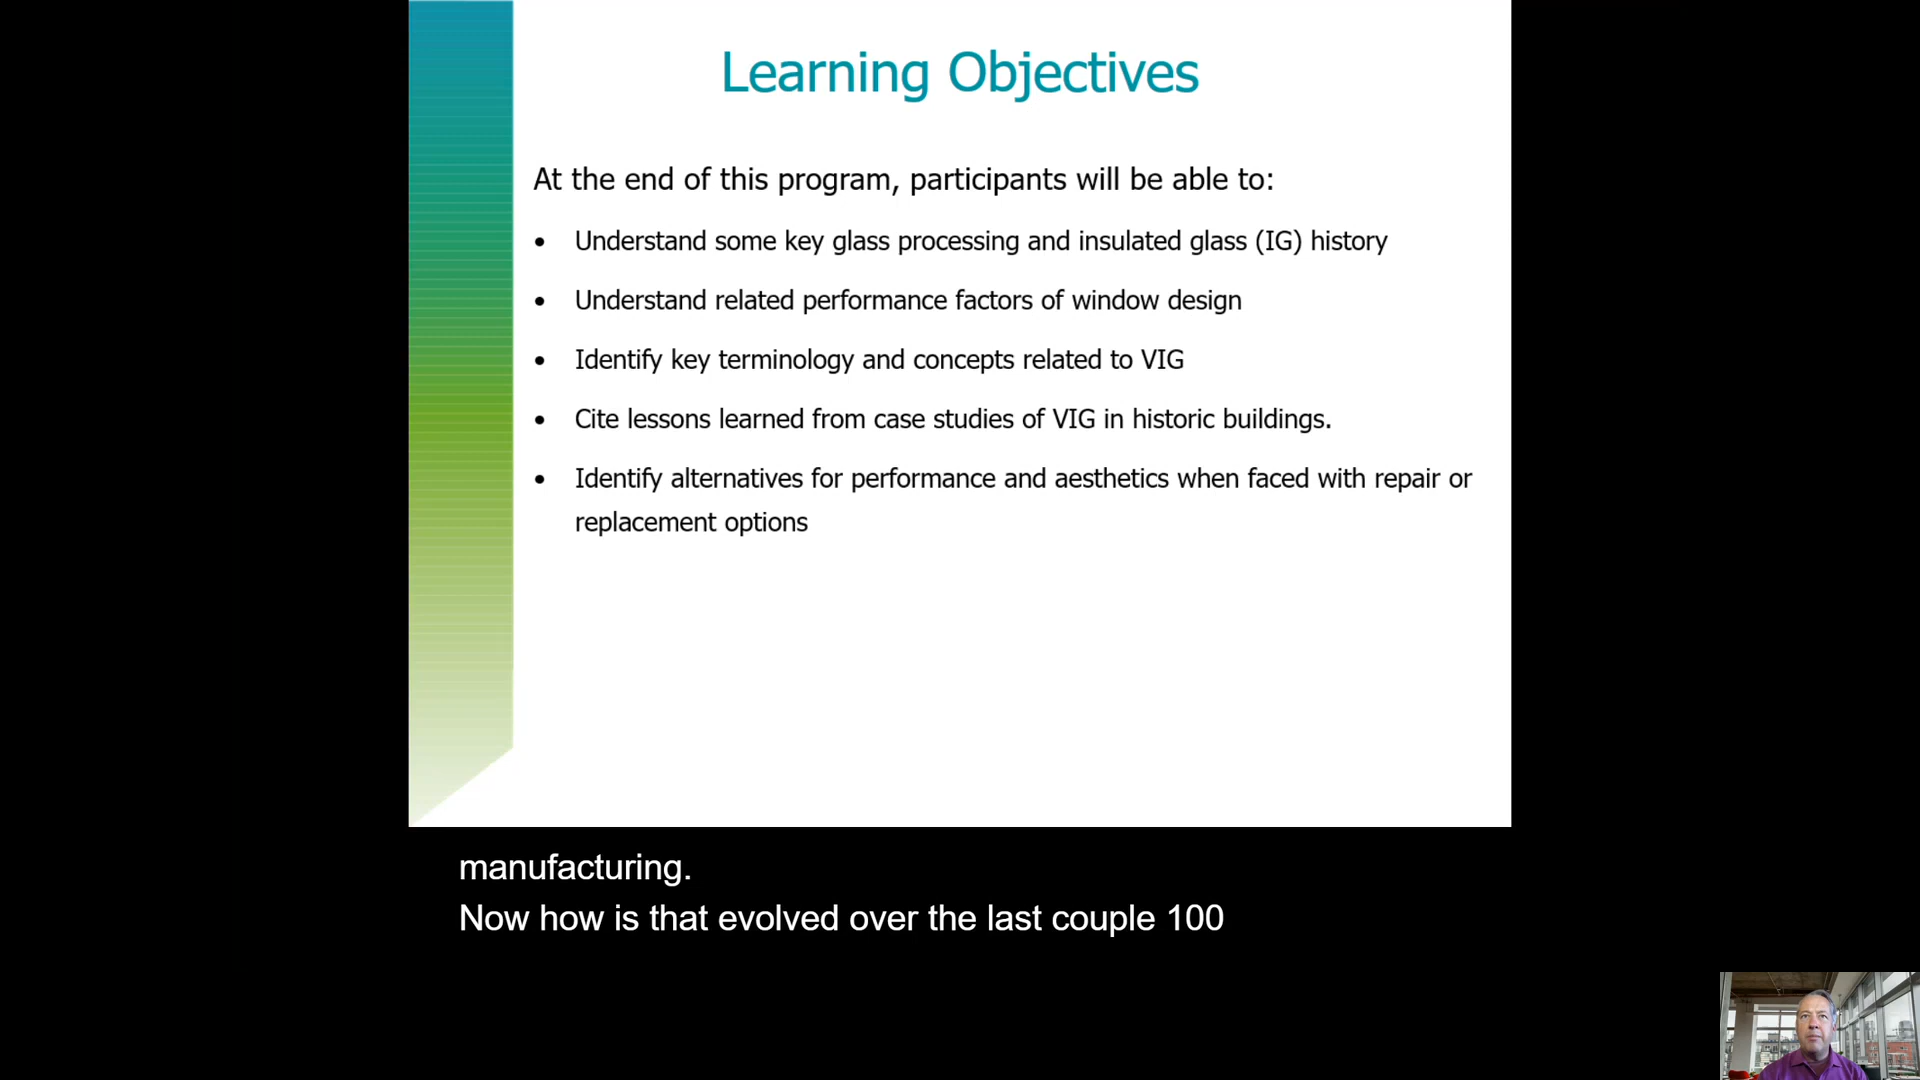 Learning Objectives
At the end of this program, participants will be able to:
• Understand some key glass processing and insulated glass (IG) history
• Understand related performance factors of window design
• Identify key terminology and concepts related to VIG
• Cite lessons learned from case studies of VIG in historic buildings.
• Identify alternatives for performance and aesthetics when faced with repair or
replacement options
manufacturing.
Now how is that evolved over the last couple 100